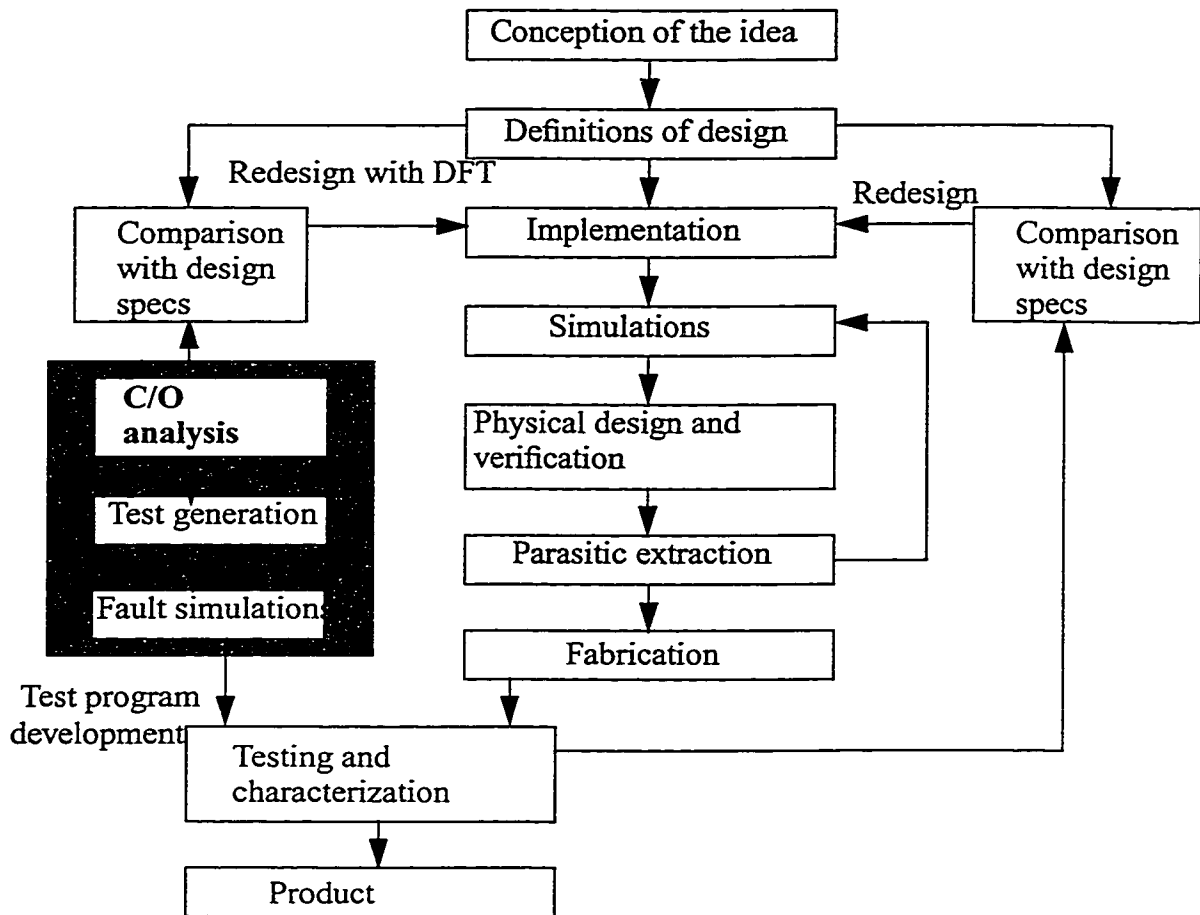 Conception of the idea
Definitions of design
Redesign with DFT
Redesign
Comparison
with design
specs
Implementation
Comparison
with design
specs
Simulations
C/O
analysis
Physical design and
verification
Test generation
Parasitic extraction
Fault simulation
Fabrication
Test program
development
Testing and
characterization
Product